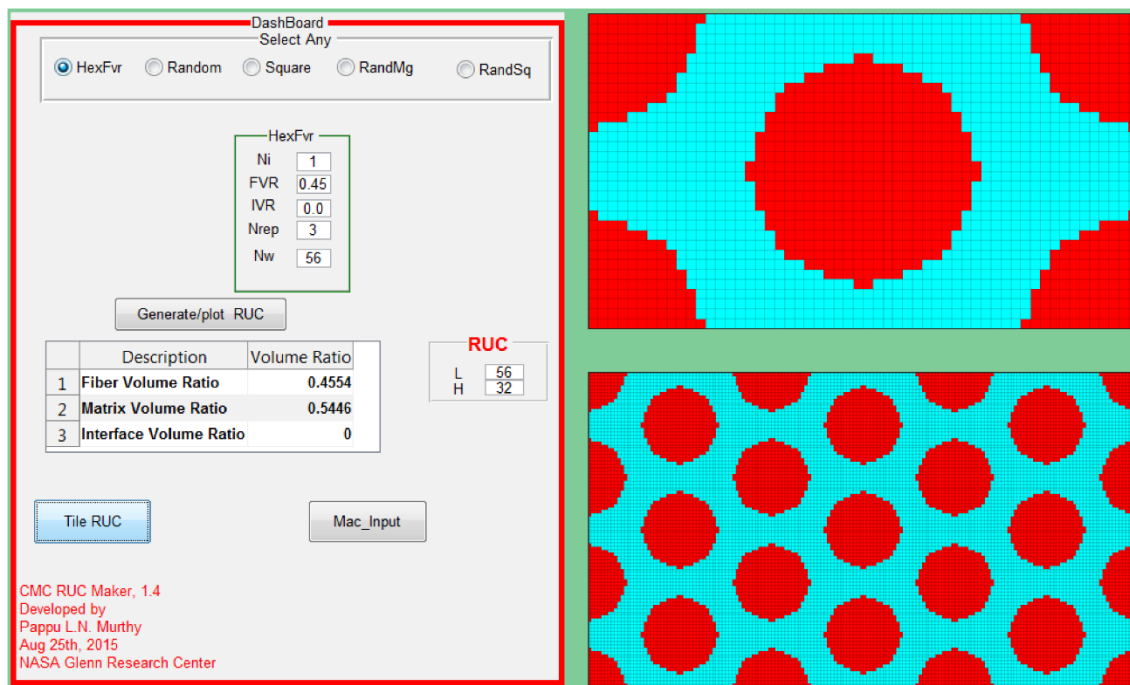 DashBoard
Select Any
HexFvr Random Square RandMg RandSq
HexFvr
Ni 1
FVR 0.45
IVR 0.0
Nrep 3
Nw 56
Generate/plot RUC
Description Volume Ratio
1 Fiber Volume Ratio 0.4554
2 Matrix Volume Ratio 0.5446
3 Interface Volume Ratio 0
RUC
L 56
H 32
Tile RUC
Mac_Input
CMC RUC Maker, 1.4
Developed by
Pappu L.N. Murthy
Aug 25th, 2015
NASA Glenn Research Center